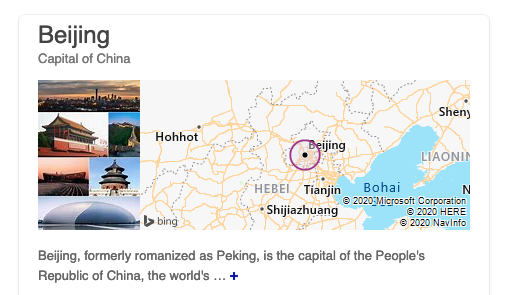 Beijing
Capital of China
Hohhot
Sheny
Beijing
LIAONIN
HEBEI
Tianjin
Bohai
N
Shijiazhuang
© 2020 Microsoft Corporation
© 2020 HERE
© 2020 NavInfo
bing
Beijing, formerly romanized as Peking, is the capital of the People's
Republic of China, the world's … +